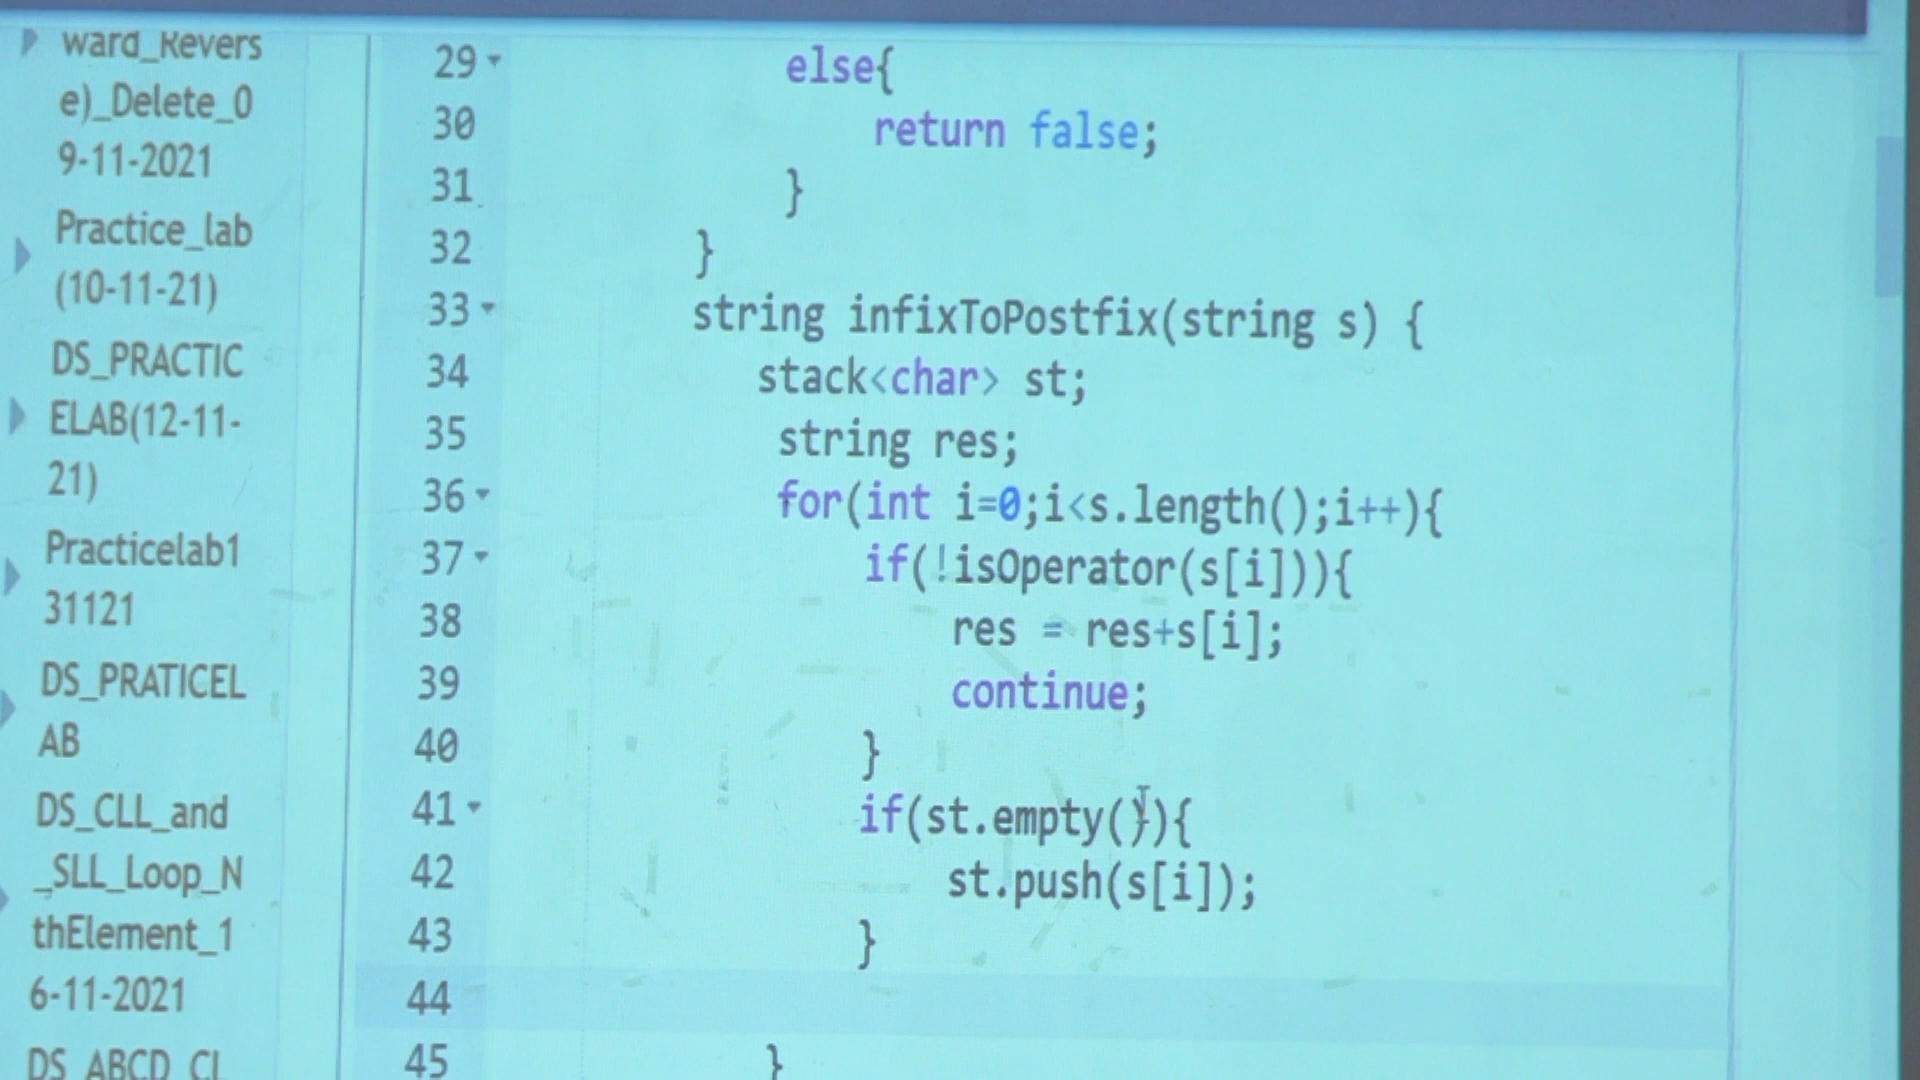 ward_Revers
e)_Delete_0
9-11-2021
Practice_lab
(10-11-21)
DS_PRACTIC
ELAB(12-11-
21)
Practicelab1
31121
DS_PRATICEL
AB
DS_CLL_and
_SLL_Loop_N
thElement_1
6-11-2021
DS_ABCD_CL
29 else{
30 return false;
31 }
32 }
33 string infixToPostfix(string s) {
34 stack<char> st;
35 string res;
36 for(int i=0;i<s.length();i++){
37 if(!isOperator(s[i])){
38 res = res+s[i];
39 continue;
40 }
41 if(st.empty()){
42 st.push(s[i]);
43 }
44
45 }